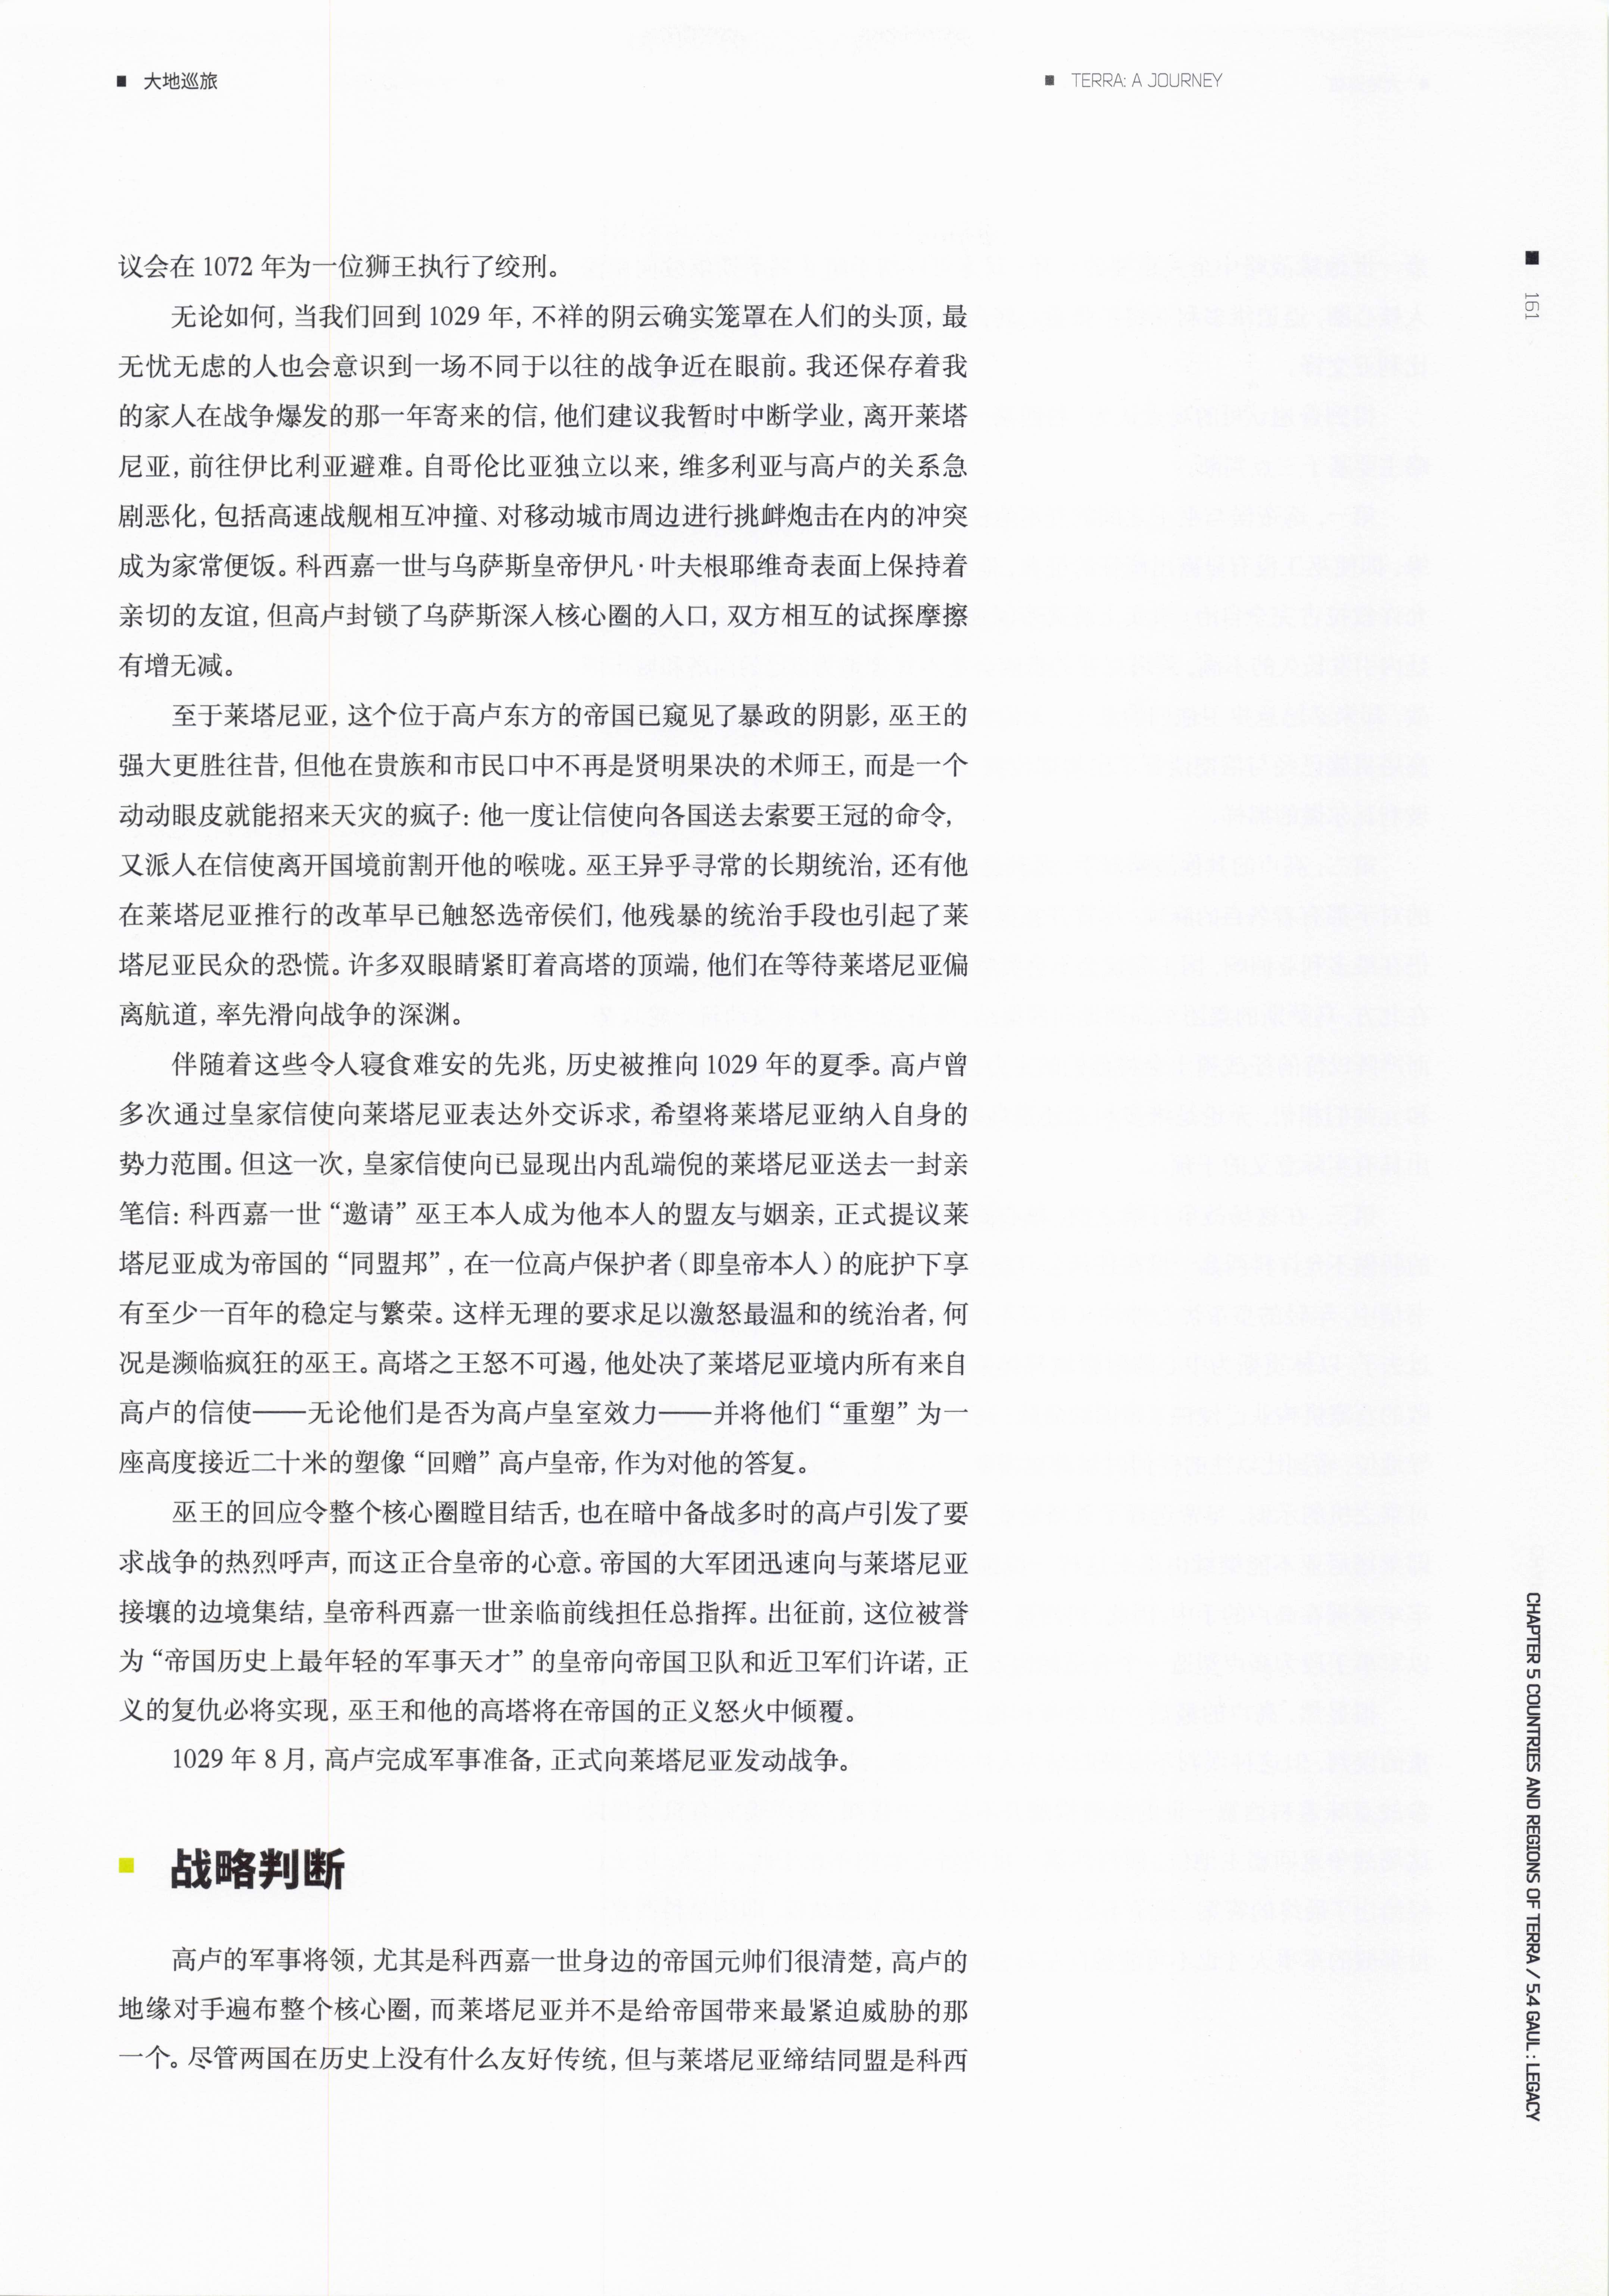 大地巡旅
TERRA: A JOURNEY
161
议会在 1072 年为一位狮王执行了绞刑。
无论如何，当我们回到 1029 年，不祥的阴云确实笼罩在人们的头顶，最
无忧无虑的人也会意识到一场不同于以往的战争近在眼前。我还保存着我
的家人在战争爆发的那一年寄来的信，他们建议我暂时中断学业，离开莱塔
尼亚，前往伊比利亚避难。自哥伦比亚独立以来，维多利亚与高卢的关系急
剧恶化，包括高速战舰相互冲撞、对移动城市周边进行挑衅炮击在内的冲突
成为家常便饭。科西嘉一世与乌萨斯皇帝伊凡·叶夫根耶维奇表面上保持着
亲切的友谊，但高卢封锁了乌萨斯深入核心圈的入口，双方相互的试探摩擦
有增无减。
至于莱塔尼亚，这个位于高卢东方的帝国已窥见了暴政的阴影，巫王的
强大更胜往昔，但他在贵族和市民口中不再是贤明果决的术师王，而是一个
动动眼皮就能招来天灾的疯子：他一度让信使向各国送去索要王冠的命令，
又派人在信使离开国境前割开他的喉咙。巫王异乎寻常的长期统治，还有他
在莱塔尼亚推行的改革早已触怒选帝侯们，他残暴的统治手段也引起了莱
塔尼亚民众的恐慌。许多双眼睛紧盯着高塔的顶端，他们在等待莱塔尼亚偏
离航道，率先滑向战争的深渊。
伴随着这些令人寝食难安的先兆，历史被推向 1029 年的夏季。高卢曾
多次通过皇家信使向莱塔尼亚表达外交诉求，希望将莱塔尼亚纳入自身的
势力范围。但这一次，皇家信使向已显现出内乱端倪的莱塔尼亚送去一封亲
笔信：科西嘉一世“邀请”巫王本人成为他本人的盟友与姻亲，正式提议莱
塔尼亚成为帝国的“同盟邦”，在一位高卢保护者（即皇帝本人）的庇护下享
有至少一百年的稳定与繁荣。这样无理的要求足以激怒最温和的统治者，何
况是濒临疯狂的巫王。高塔之王怒不可遏，他处决了莱塔尼亚境内所有来自
高卢的信使——无论他们是否为高卢皇室效力——并将他们“重塑”为一
座高度接近二十米的塑像“回赠”高卢皇帝，作为对他的答复。
巫王的回应令整个核心圈瞠目结舌，也在暗中备战多时的高卢引发了要
求战争的热烈呼声，而这正合皇帝的心意。帝国的大军团迅速向与莱塔尼亚
接壤的边境集结，皇帝科西嘉一世亲临前线担任总指挥。出征前，这位被誉
为“帝国历史上最年轻的军事天才”的皇帝向帝国卫队和近卫军们许诺，正
义的复仇必将实现，巫王和他的高塔将在帝国的正义怒火中倾覆。
1029 年 8 月，高卢完成军事准备，正式向莱塔尼亚发动战争。
战略判断
高卢的军事将领，尤其是科西嘉一世身边的帝国元帅们很清楚，高卢的
地缘对手遍布整个核心圈，而莱塔尼亚并不是给帝国带来最紧迫威胁的那
一个。尽管两国在历史上没有什么友好传统，但与莱塔尼亚缔结同盟是科西
CHAPTER 5 COUNTRIES AND REGIONS OF TERRA / 5.4 GAUL : LEGACY